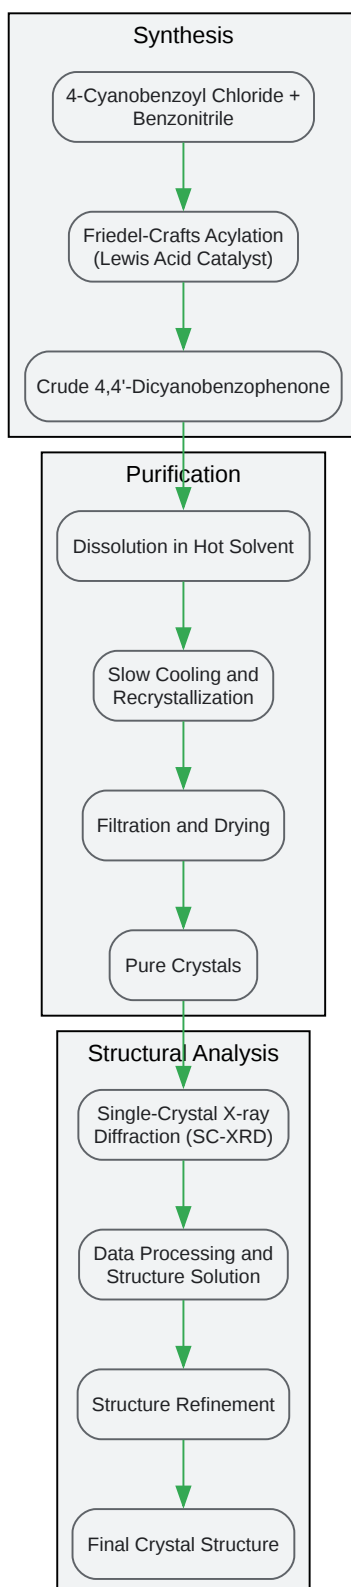 Synthesis
4-Cyanobenzoyl Chloride +
Benzonitrile
Friedel-Crafts Acylation
(Lewis Acid Catalyst)
Crude 4,4'-Dicyanobenzophenone
Purification
Dissolution in Hot Solvent
Slow Cooling and
Recrystallization
Filtration and Drying
Pure Crystals
Structural Analysis
Single-Crystal X-ray
Diffraction (SC-XRD)
Data Processing and
Structure Solution
Structure Refinement
Final Crystal Structure